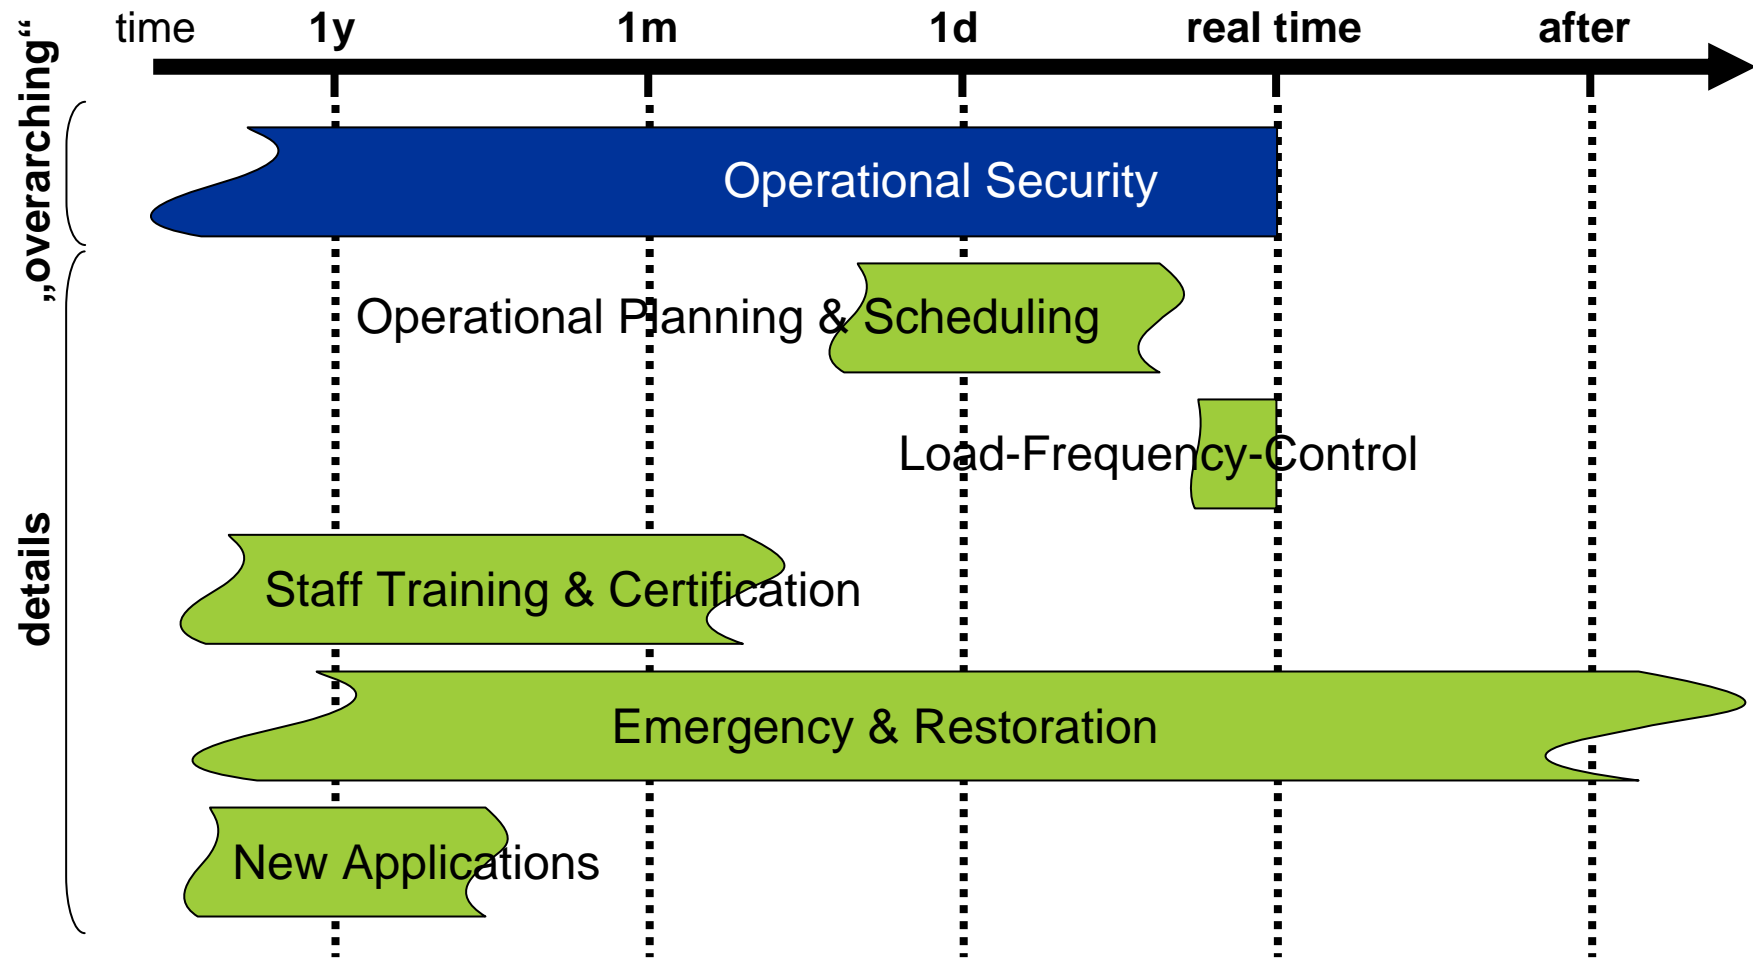 time 1y 1m 1d real time after
„overarching“
Operational Security
details
Operational Planning & Scheduling
Load-Frequency-Control
Staff Training & Certification
Emergency & Restoration
New Applications